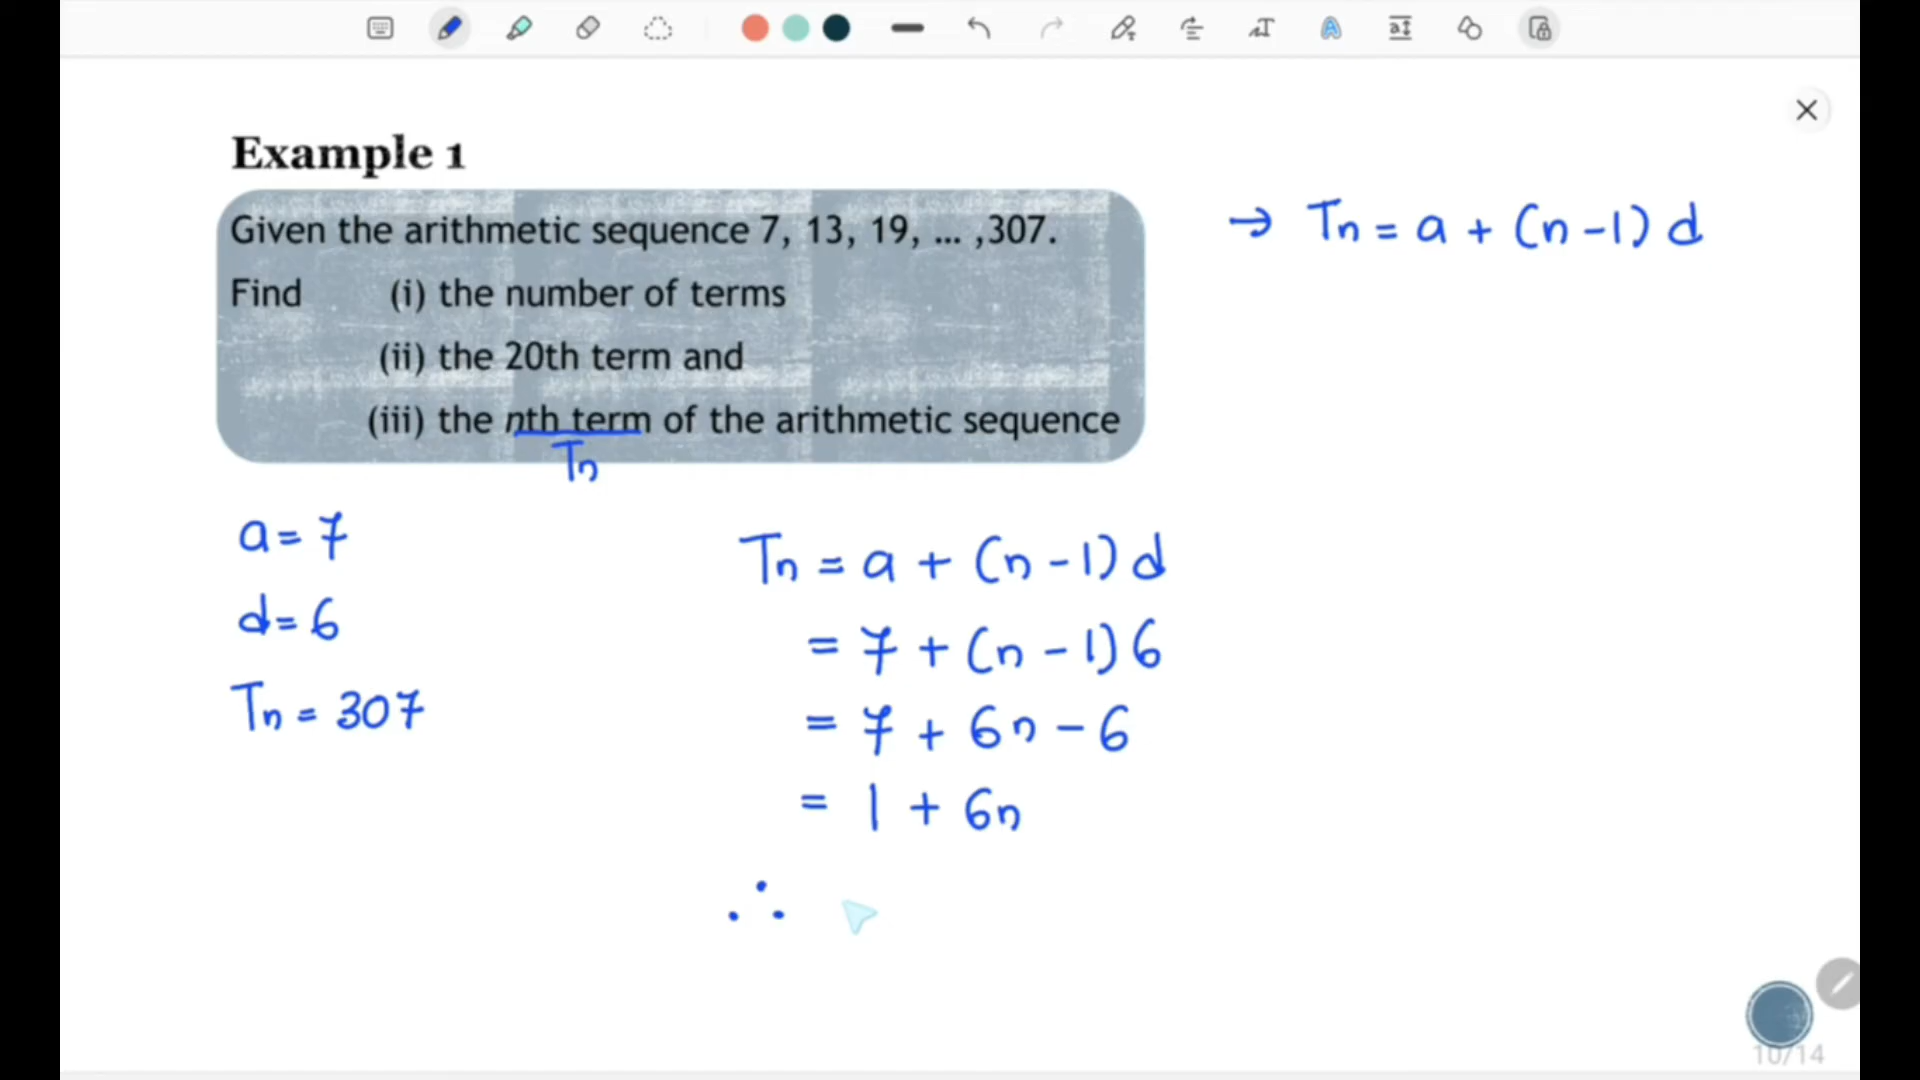 Example 1
Given the arithmetic sequence 7, 13, 19, ... ,307.
Find (i) the number of terms
(ii) the 20th term and
(iii) the nth term of the arithmetic sequence
Tn
→ Tn = a + (n-1) d
a = 7
d = 6
Tn = 307
Tn = a + (n - 1) d
= 7 + (n - 1) 6
= 7 + 6n - 6
= 1 + 6n
∴
10/14